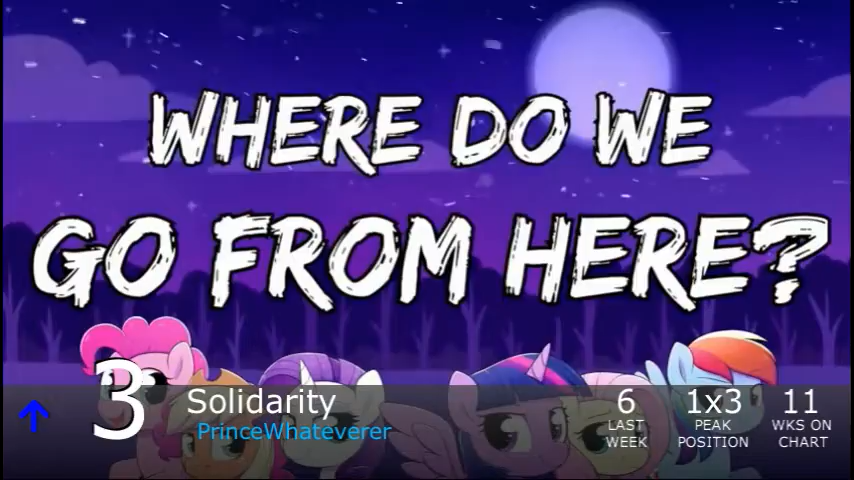 WHERE DO WE
GO FROM HERE?
3
Solidarity
PrinceWhateverer
6
LAST
WEEK
1x3
PEAK
POSITION
11
WKS ON
CHART